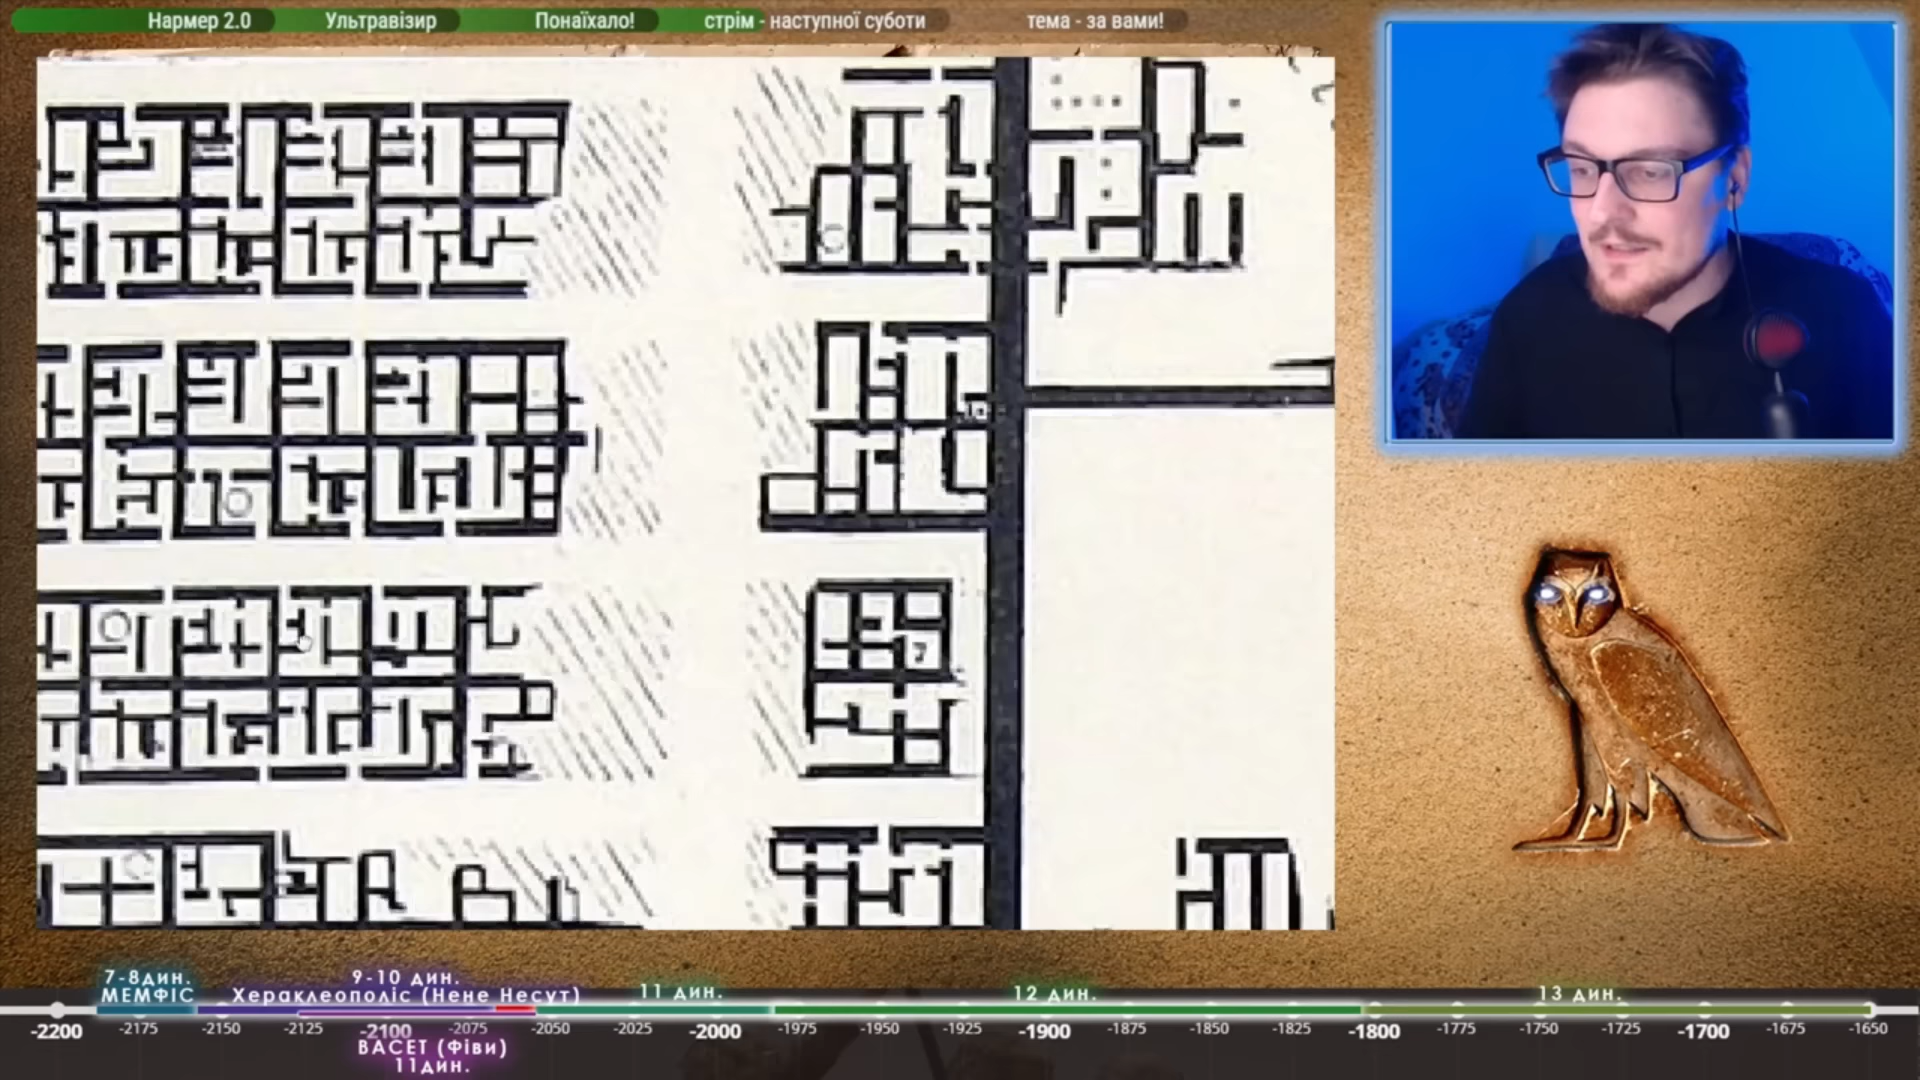 Нармер 2.0 Ультравізир Понаїхало! стрім - наступної суботи тема - за вами!
7-8дин. 9-10 дин. 11 дин. 12 дин. 13 дин.
МЕМФІС Хераклеополіс (Нене Несут)
-2200 -2175 -2150 -2125 -2100 -2075 -2050 -2025 -2000 -1975 -1950 -1925 -1900 -1875 -1850 -1825 -1800 -1775 -1750 -1725 -1700 -1675 -1650
ВАСЕТ (Фіви)
11дин.